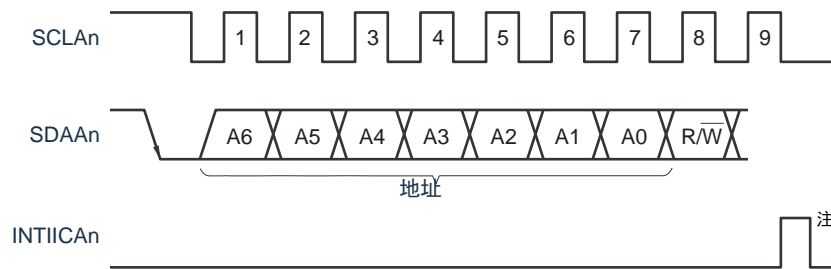 SCLAn 1 2 3 4 5 6 7 8 9
SDAAn A6 A5 A4 A3 A2 A1 A0 R/W
地址
INTIICAn 注